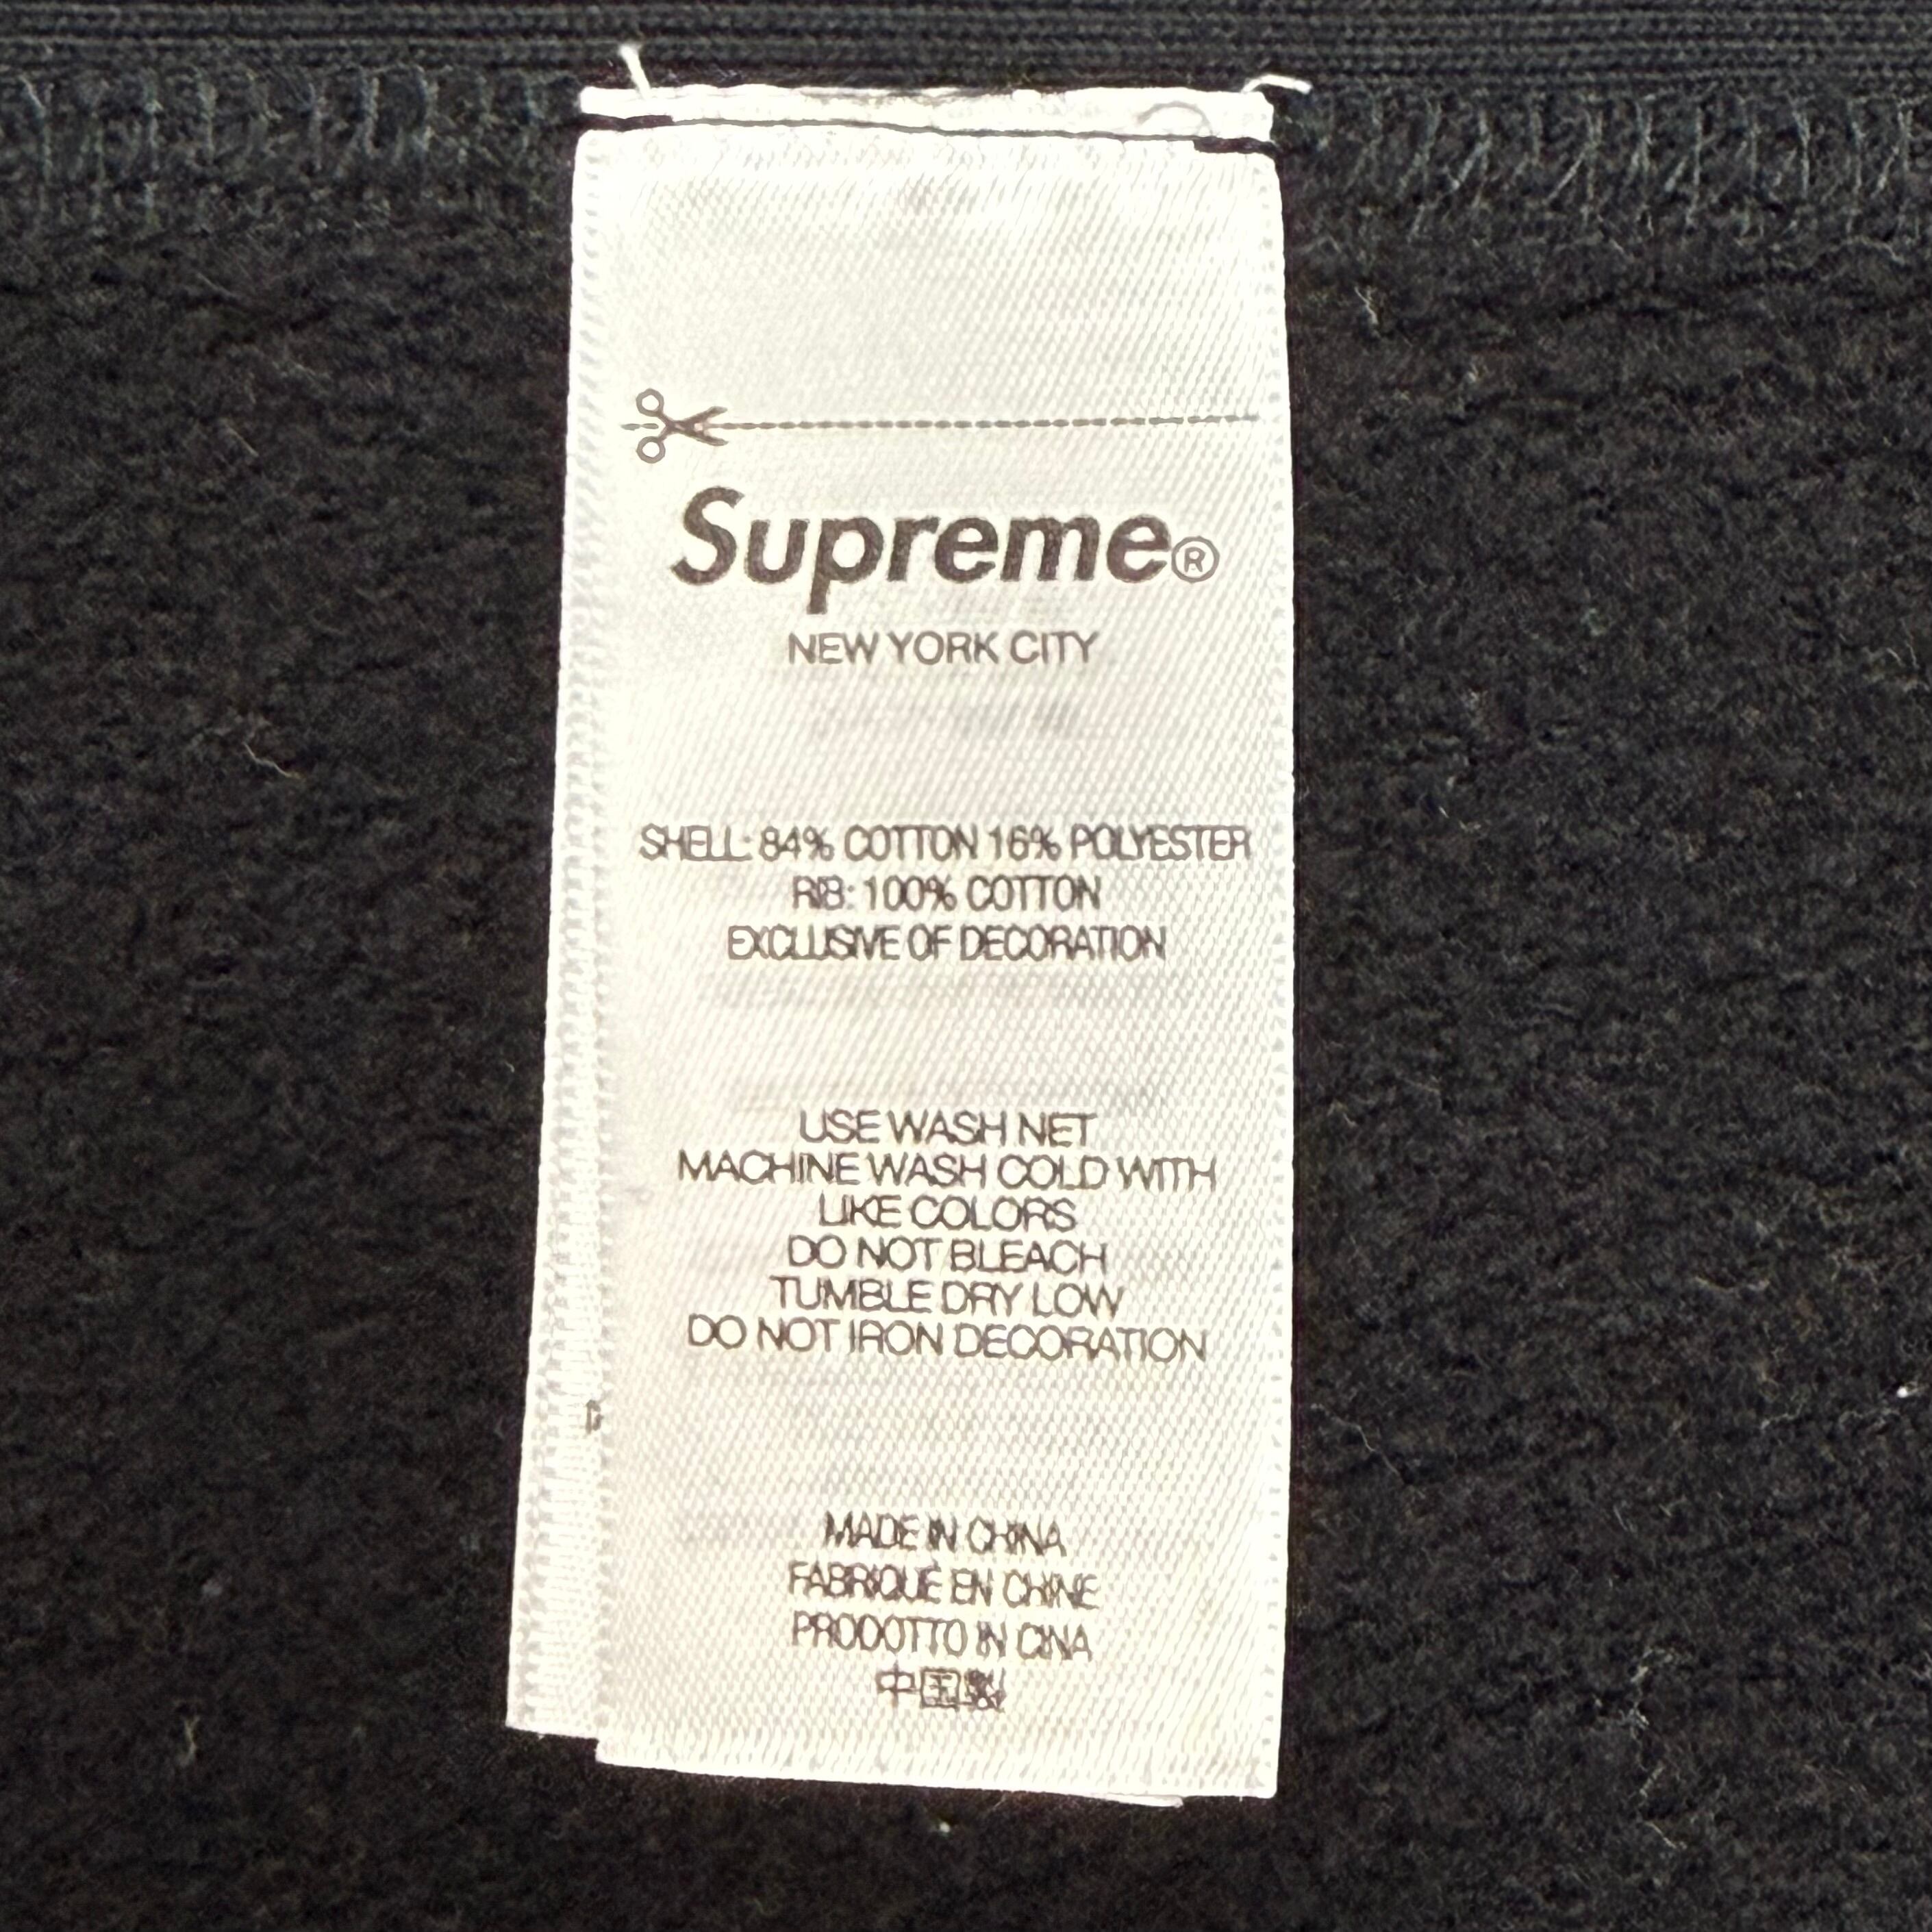 Supreme®
NEW YORK CITY
SHELL: 84% COTTON 16% POLYESTER
RIB: 100% COTTON
EXCLUSIVE OF DECORATION
USE WASH NET
MACHINE WASH COLD WITH
LIKE COLORS
DO NOT BLEACH
TUMBLE DRY LOW
DO NOT IRON DECORATION
MADE IN CHINA
FABRIQUÉ EN CHINE
PRODOTTO IN CINA
中国製